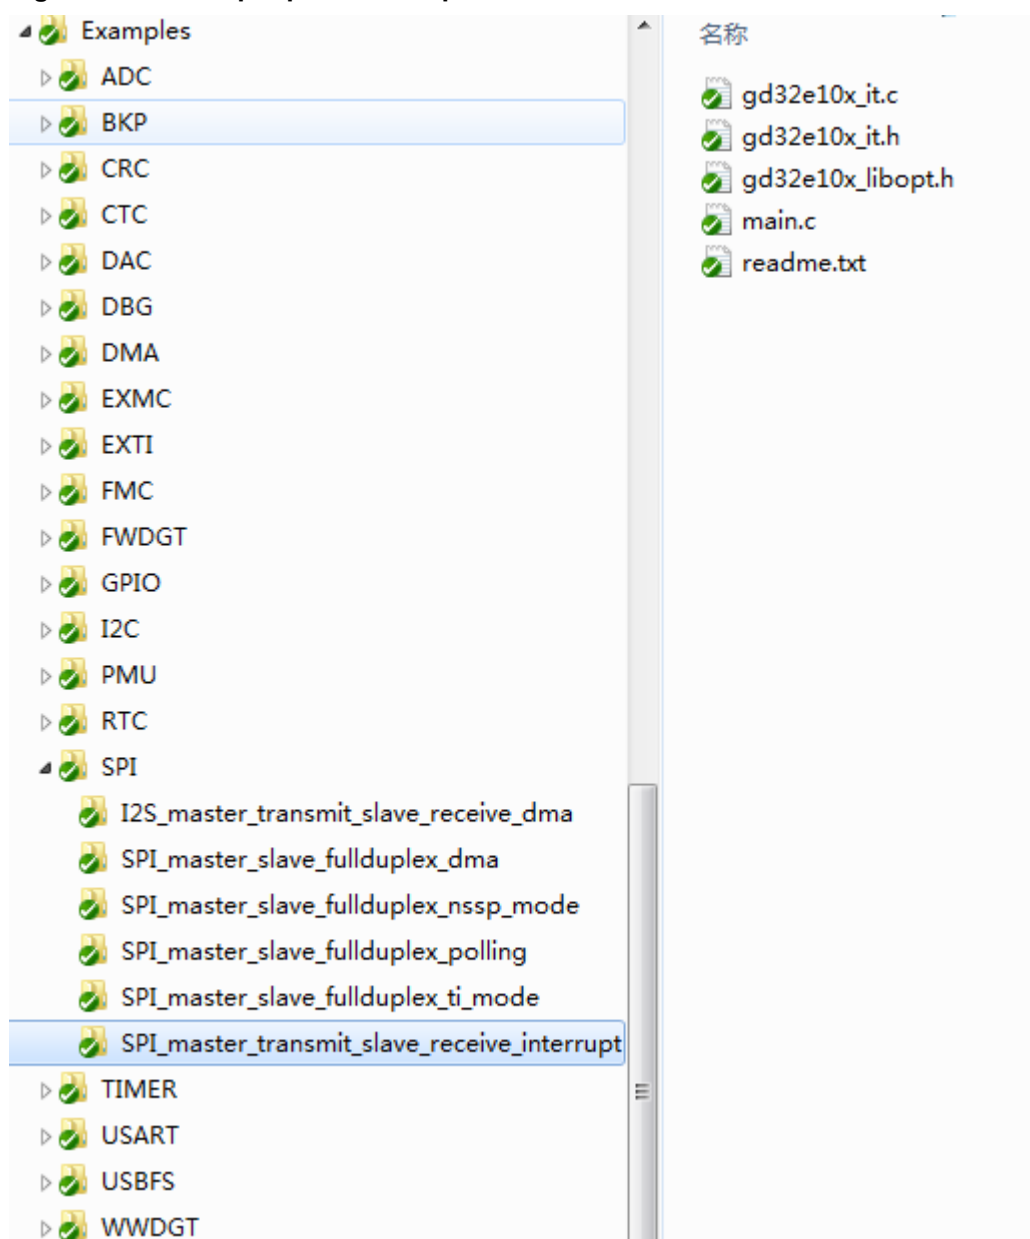 Examples
ADC
BKP
CRC
CTC
DAC
DBG
DMA
EXMC
EXTI
FMC
FWDGT
GPIO
I2C
PMU
RTC
SPI
I2S_master_transmit_slave_receive_dma
SPI_master_slave_fullduplex_dma
SPI_master_slave_fullduplex_nssp_mode
SPI_master_slave_fullduplex_polling
SPI_master_slave_fullduplex_ti_mode
SPI_master_transmit_slave_receive_interrupt
TIMER
USART
USBFS
WWDGT
名称
gd32e10x_it.c
gd32e10x_it.h
gd32e10x_libopt.h
main.c
readme.txt